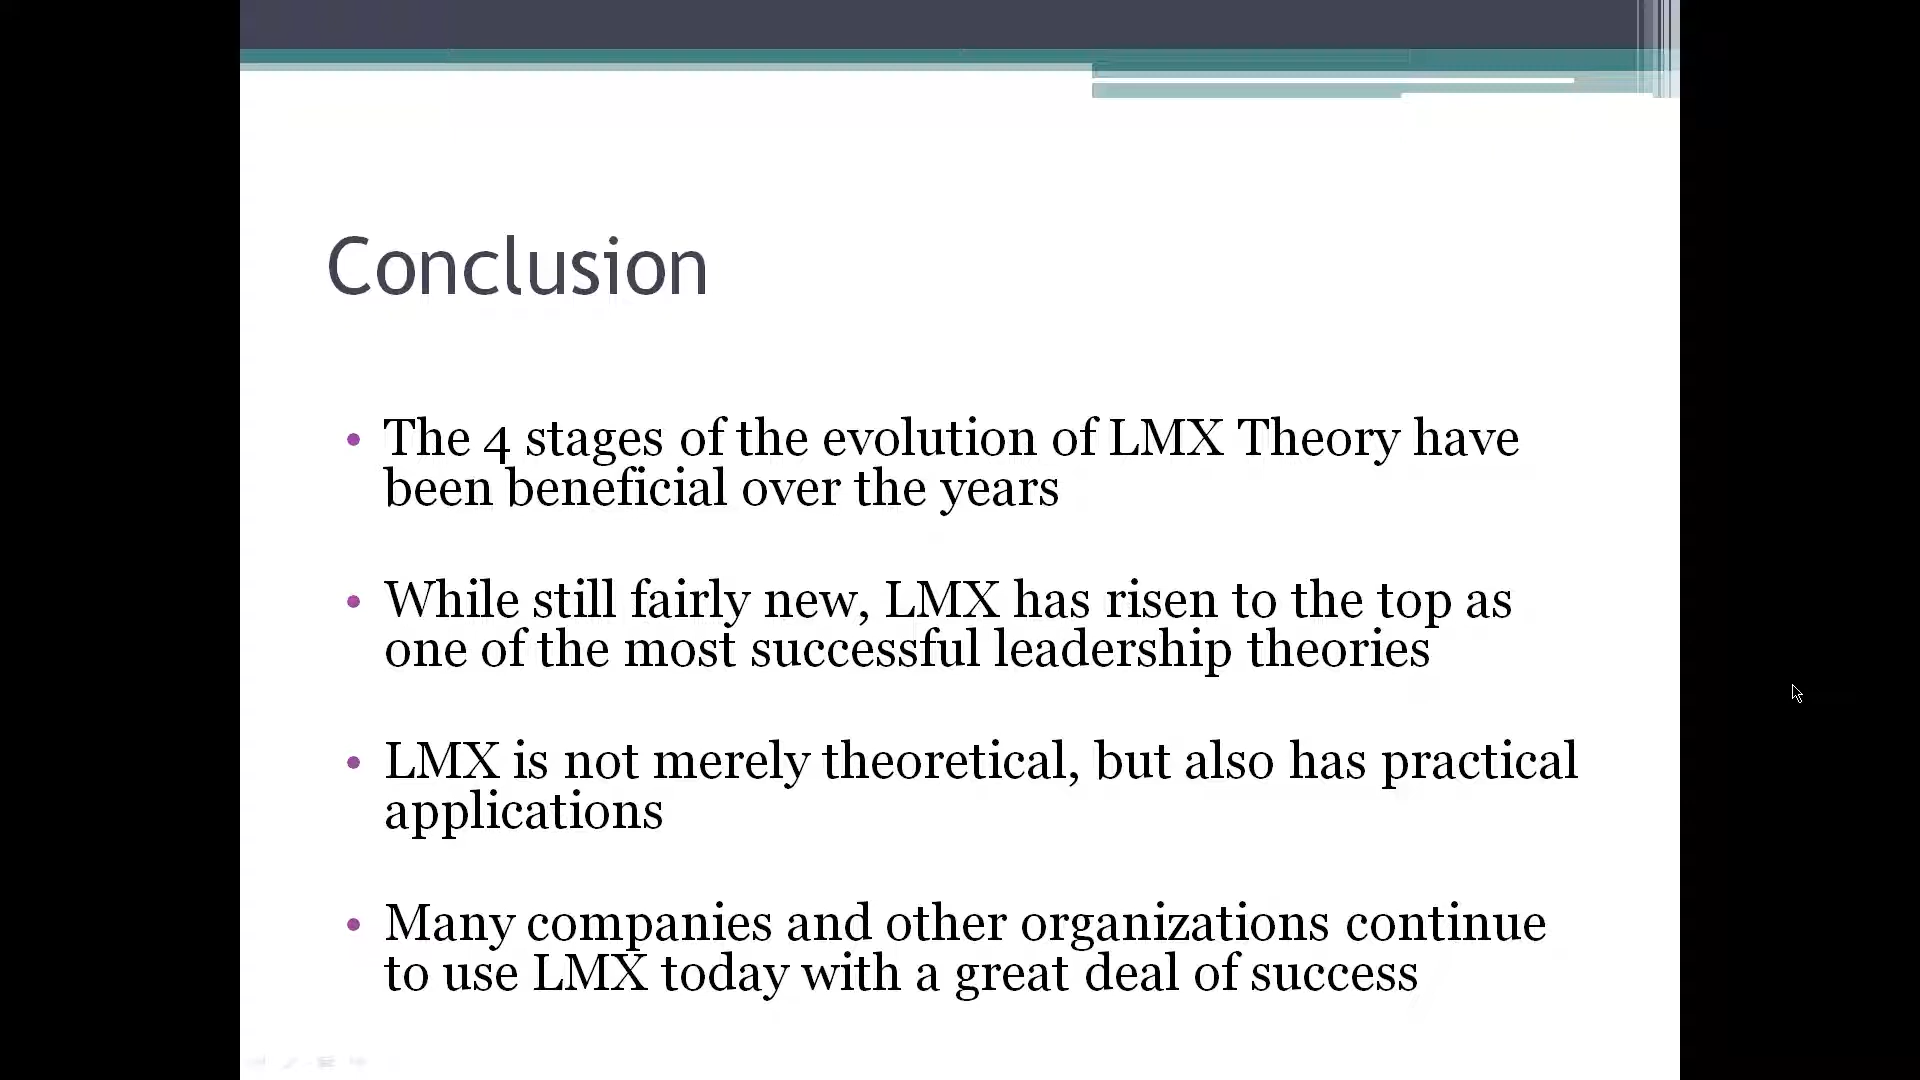 Conclusion
• The 4 stages of the evolution of LMX Theory have
been beneficial over the years
• While still fairly new, LMX has risen to the top as
one of the most successful leadership theories
• LMX is not merely theoretical, but also has practical
applications
• Many companies and other organizations continue
to use LMX today with a great deal of success